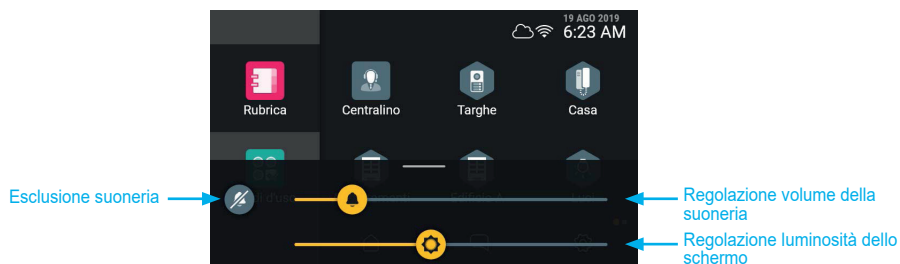 19 AGO 2019
6:23 AM
Rubrica
Centralino
Targhe
Casa
Esclusione suoneria
Regolazione volume della
suoneria
Regolazione luminosità dello
schermo